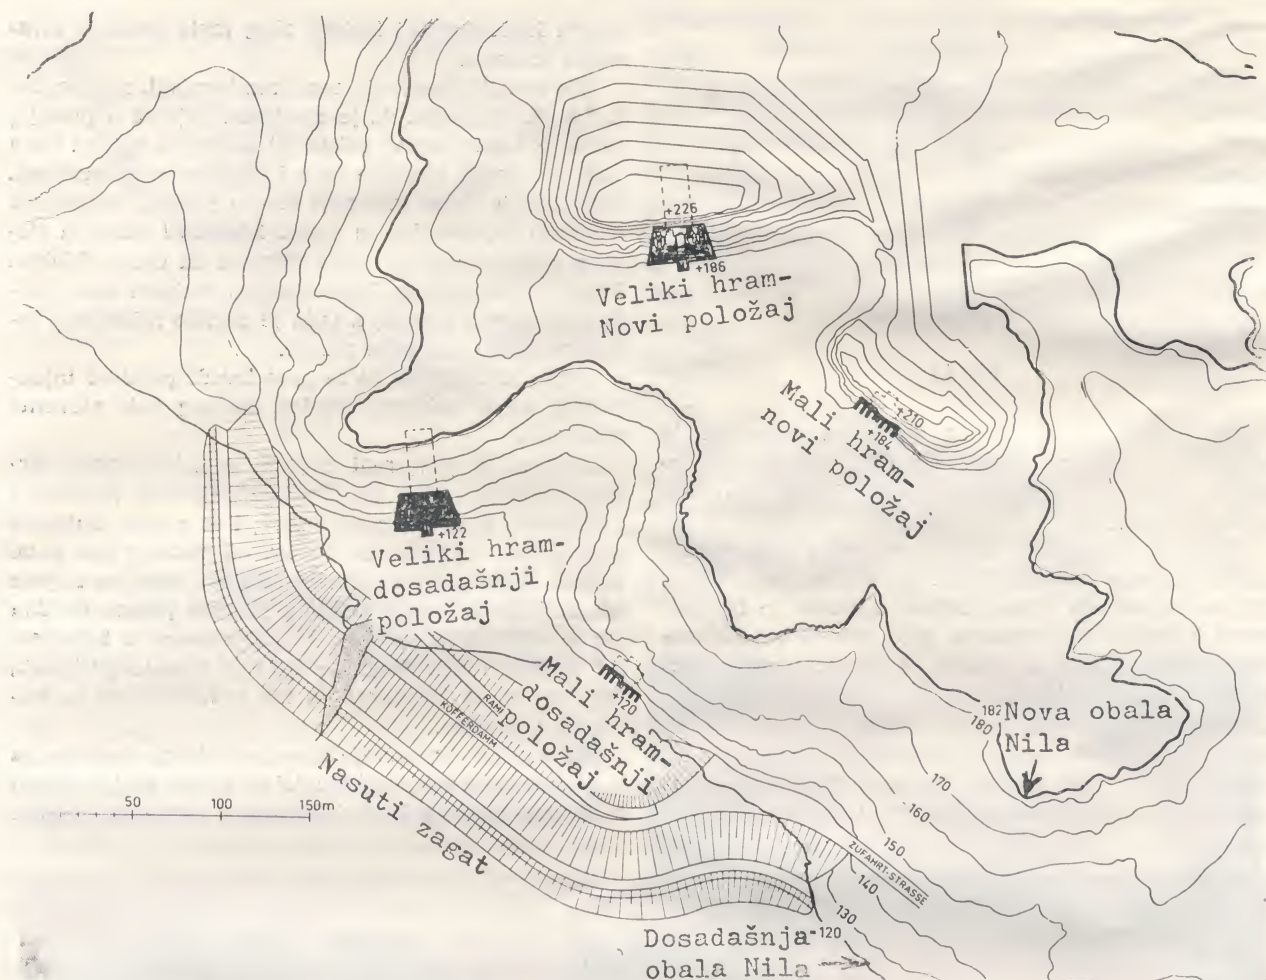 +226
+186
Veliki hram-
Novi položaj
+210
+184
Mali hram-
novi položaj
+122
Veliki hram-
dosadašnji
položaj
+120
Mali hram-
dosadašnji
položaj
KOFFERDAMM
Nasuti zagat
50 100 150m
182
180
Nova obala
Nila
170
160
150
ZUFAHRT-STRASSE
140
130
120
Dosadašnja
obala Nila